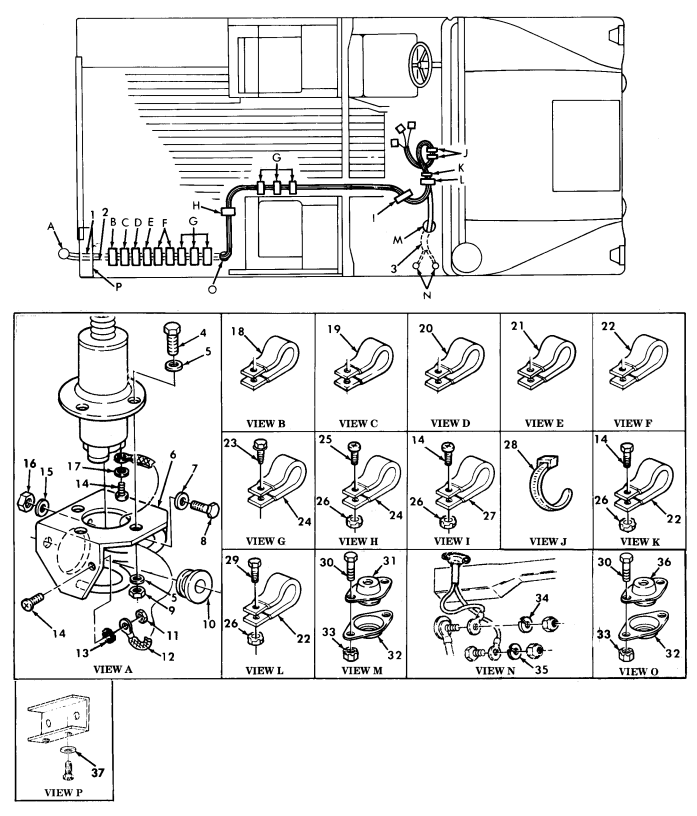 J
G
K
L
H
I
A
1
2
B
C
D
E
F
G
M
3
P
O
N
4
5
6
7
17
14
16
15
8
5
9
10
14
11
13
12
VIEW A
18
VIEW B
19
VIEW C
20
VIEW D
21
VIEW E
22
VIEW F
23
24
VIEW G
25
26
24
VIEW H
14
26
27
VIEW I
28
VIEW J
14
26
22
VIEW K
29
26
22
VIEW L
30
31
33
32
VIEW M
34
35
VIEW N
30
36
33
32
VIEW O
37
VIEW P